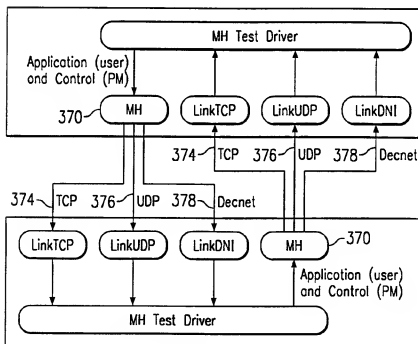 MH Test Driver
Application (user)
and Control (PM)
370
MH
LinkTCP
LinkUDP
LinkDNI
374
TCP
376
UDP
378
Decnet
374
TCP
376
UDP
378
Decnet
LinkTCP
LinkUDP
LinkDNI
MH
370
Application (user)
and Control (PM)
MH Test Driver